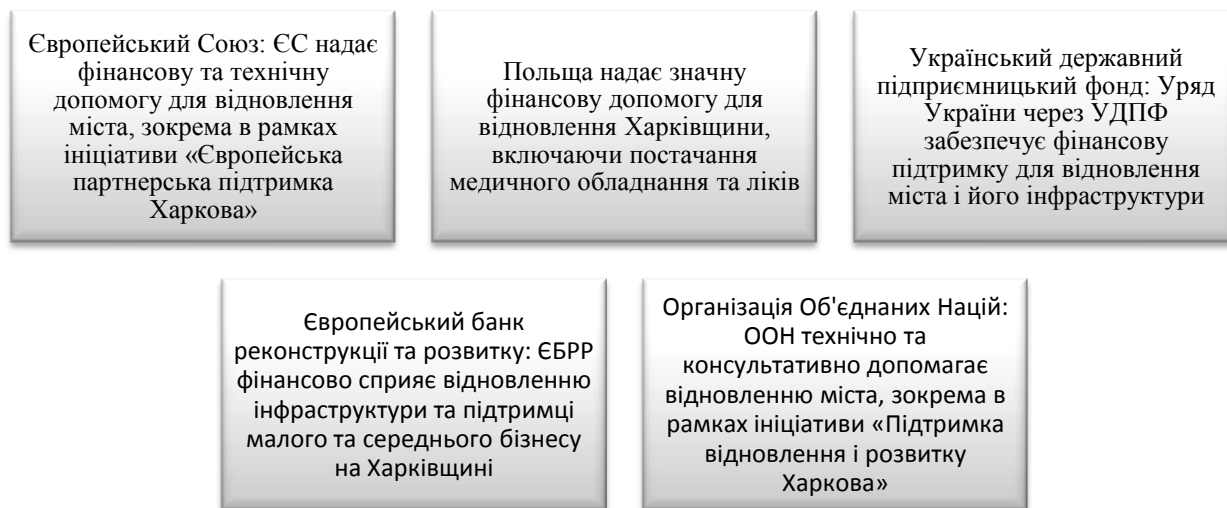 Європейський Союз: ЄС надає
фінансову та технічну
допомогу для відновлення
міста, зокрема в рамках
ініціативи «Європейська
партнерська підтримка
Харкова»
Польща надає значну
фінансову допомогу для
відновлення Харківщини,
включаючи постачання
медичного обладнання та ліків
Український державний
підприємницький фонд: Уряд
України через УДПФ
забезпечує фінансову
підтримку для відновлення
міста і його інфраструктури
Європейський банк
реконструкції та розвитку: ЄБРР
фінансово сприяє відновленню
інфраструктури та підтримці
малого та середнього бізнесу
на Харківщині
Організація Об'єднаних Націй:
ООН технічно та
консультативно допомагає
відновленню міста, зокрема в
рамках ініціативи «Підтримка
відновлення і розвитку
Харкова»